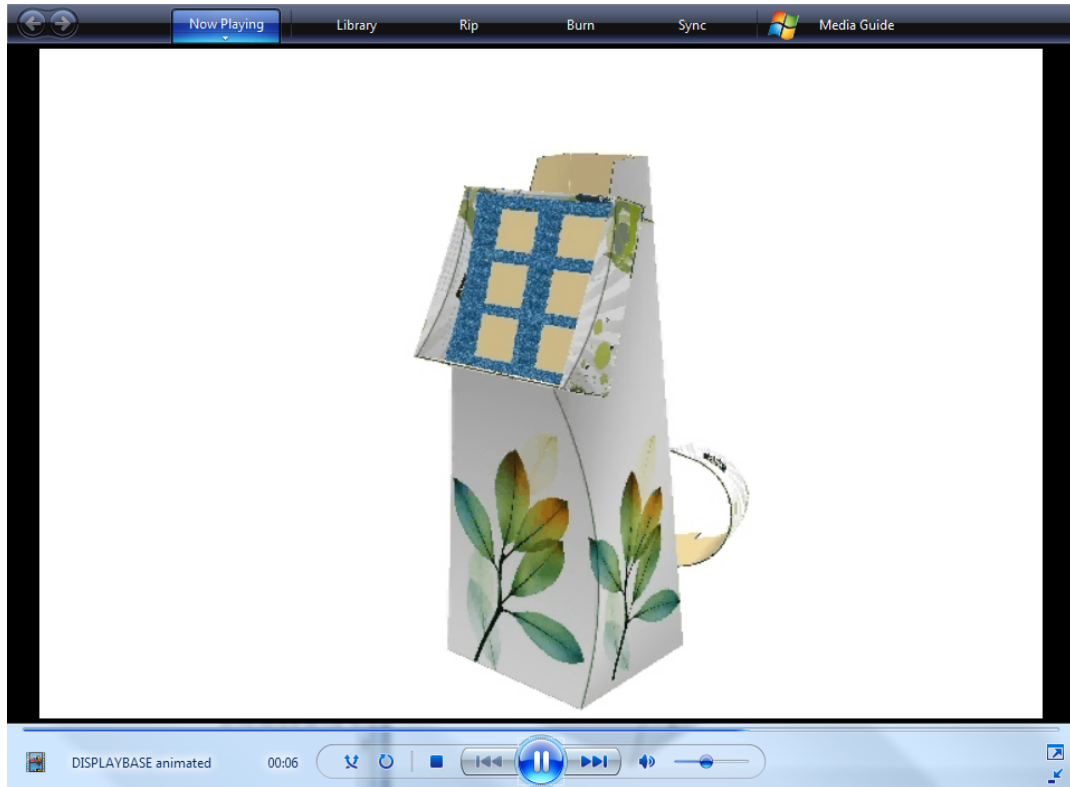 Now Playing
Library
Rip
Burn
Sync
Media Guide
DISPLAYBASE animated
00:06